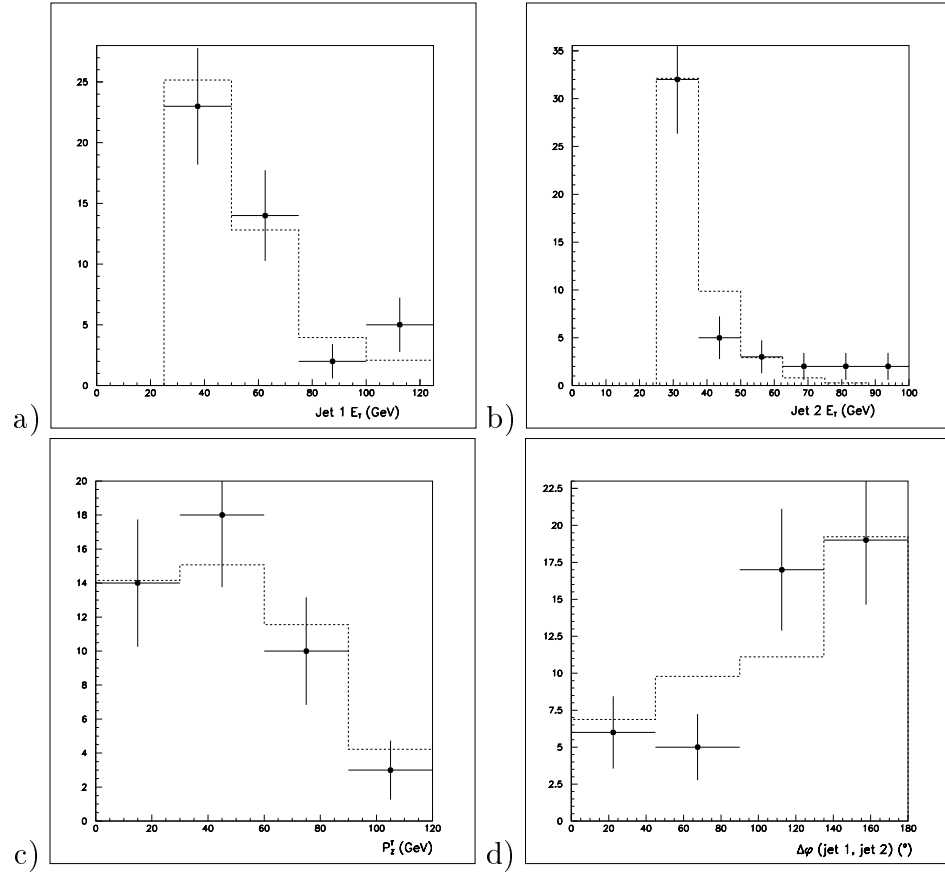 25
20
15
10
5
0
0 20 40 60 80 100 120
Jet 1 E_T (GeV)
a)
35
30
25
20
15
10
5
0
0 10 20 30 40 50 60 70 80 90 100
Jet 2 E_T (GeV)
b)
20
18
16
14
12
10
8
6
4
2
0
0 20 40 60 80 100 120
P_Z^T (GeV)
c)
22.5
20
17.5
15
12.5
10
7.5
5
2.5
0
0 20 40 60 80 100 120 140 160 180
Δφ (jet 1, jet 2) (°)
d)